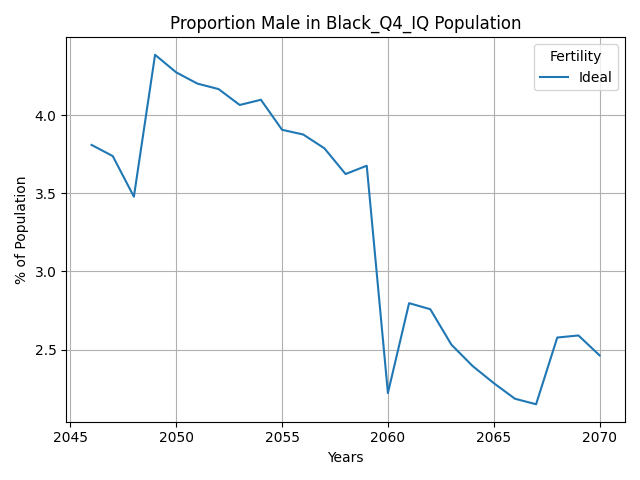 Proportion Male in Black_Q4_IQ Population
Fertility
Ideal
% of Population
4.0
3.5
3.0
2.5
2045
2050
2055
2060
2065
2070
Years